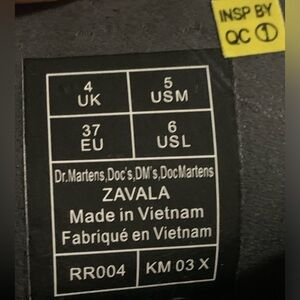 INSP BY
QC 1
4 5
UK USM
37 6
EU USL
Dr.Martens,Doc's,DM's,DocMartens
ZAVALA
Made in Vietnam
Fabriqué en Vietnam
RR004 KM 03 X